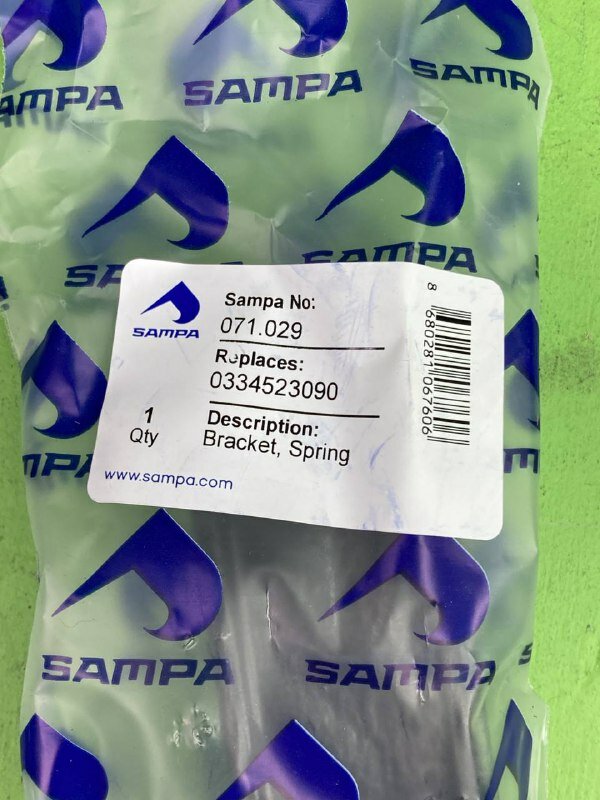 SAMPA
SAMPA
SAMPA
SAMPA
SAMPA
Sampa No:
071.029
Replaces:
0334523090
1
Qty
Description:
Bracket, Spring
www.sampa.com
8 680281 067606
SAMPA
SAMPA